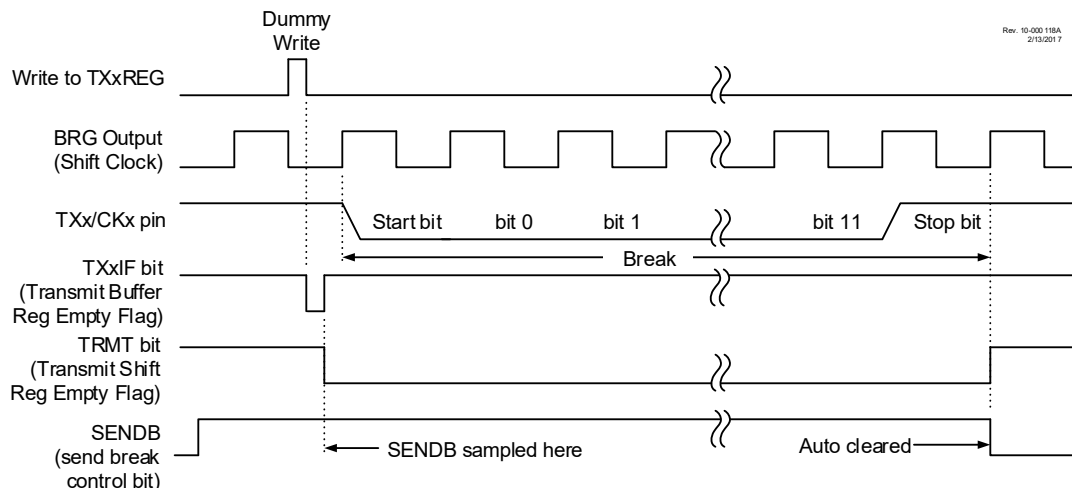 Dummy
Write
Rev. 10-000 118A
2/13/201 7
Write to TXxREG
BRG Output
(Shift Clock)
TXx/CKx pin
Start bit bit 0 bit 1 bit 11 Stop bit
Break
TXxIF bit
(Transmit Buffer
Reg Empty Flag)
TRMT bit
(Transmit Shift
Reg Empty Flag)
SENDB
(send break
control bit)
SENDB sampled here
Auto cleared